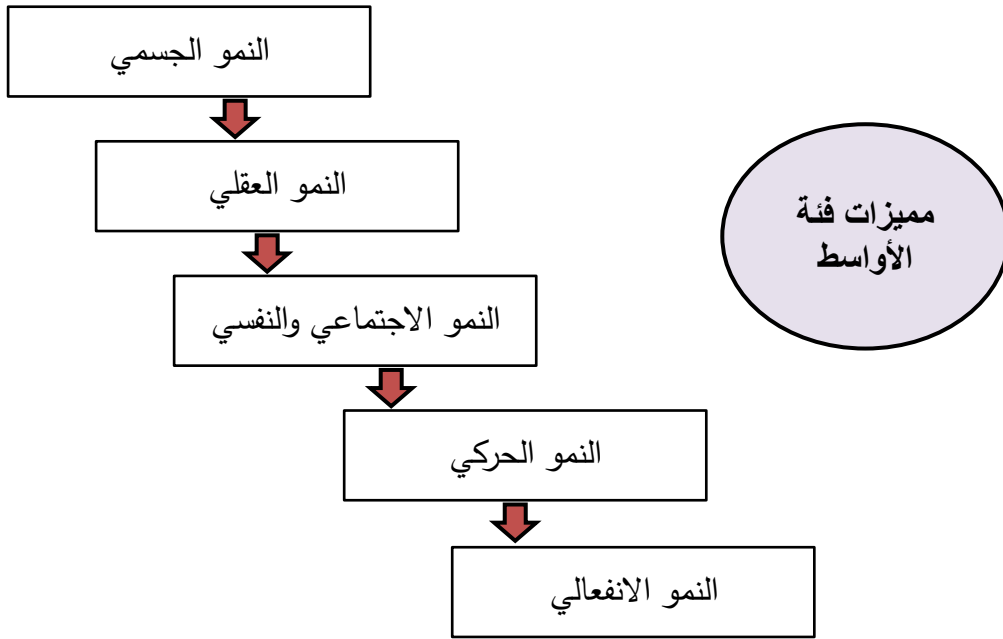 النمو الجسمي
النمو العقلي
مميزات فئة
الأواسط
النمو الاجتماعي والنفسي
النمو الحركي
النمو الانفعالي